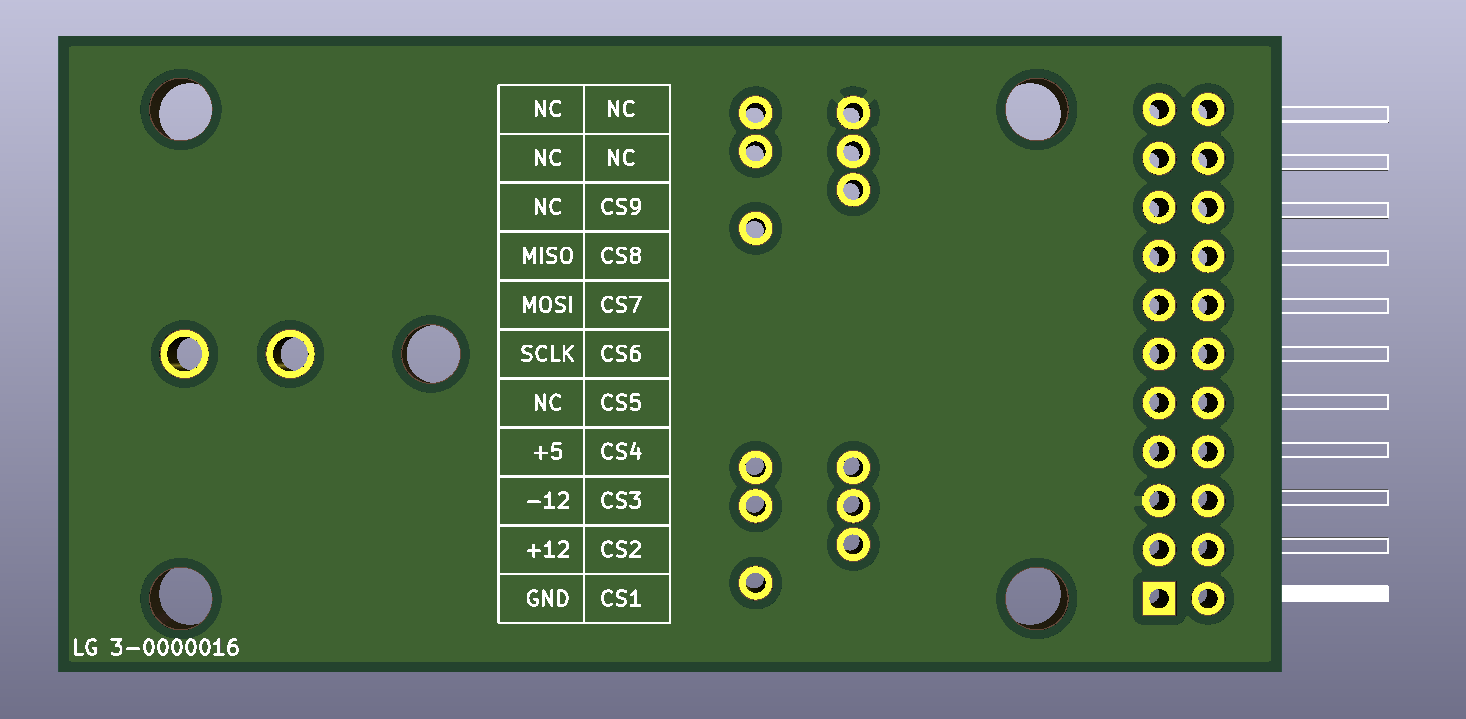 NC NC
NC NC
NC CS9
MISO CS8
MOSI CS7
SCLK CS6
NC CS5
+5 CS4
-12 CS3
+12 CS2
GND CS1
LG 3-0000016